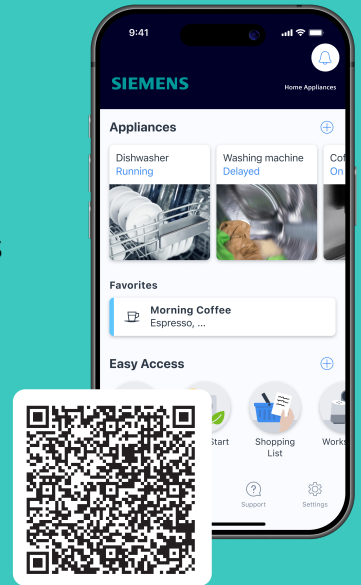 9:41
SIEMENS
Home Appliances
Appliances
Dishwasher
Running
Washing machine
Delayed
Cof
On
Favorites
Morning Coffee
Espresso, ...
Easy Access
Start
Shopping
List
Works
Support
Settings
s